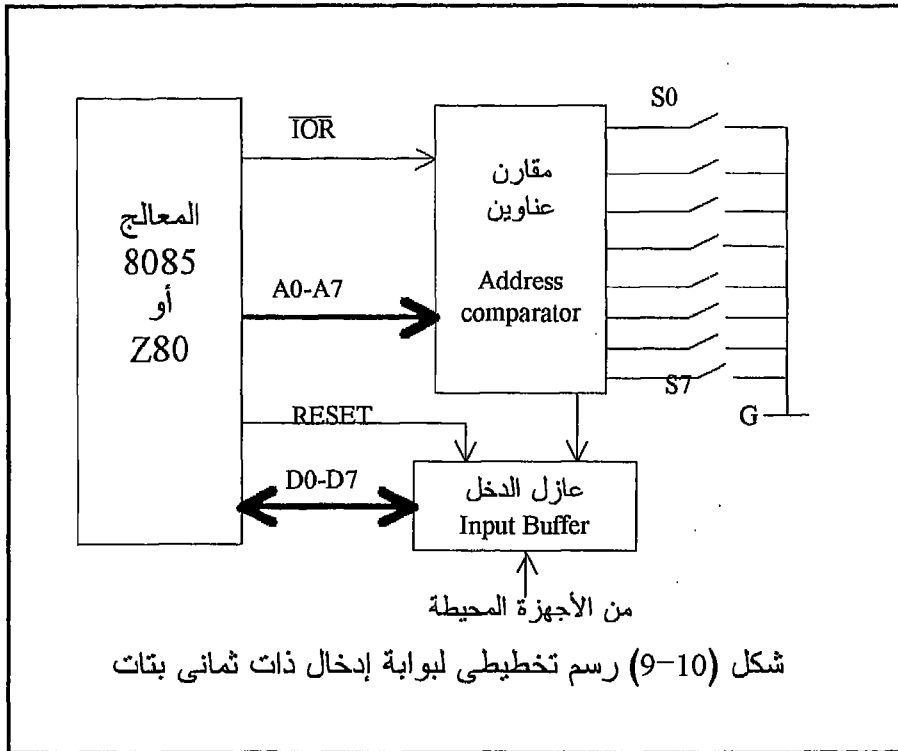 S0
IOR
مقارن
عناوين
Address
comparator
المعالج
8085
أو
Z80
A0-A7
S7
G
RESET
D0-D7
عازل الدخل
Input Buffer
من الأجهزة المحيطة
شكل (10-9) رسم تخطيطى لبوابة إدخال ذات ثمانى بتات